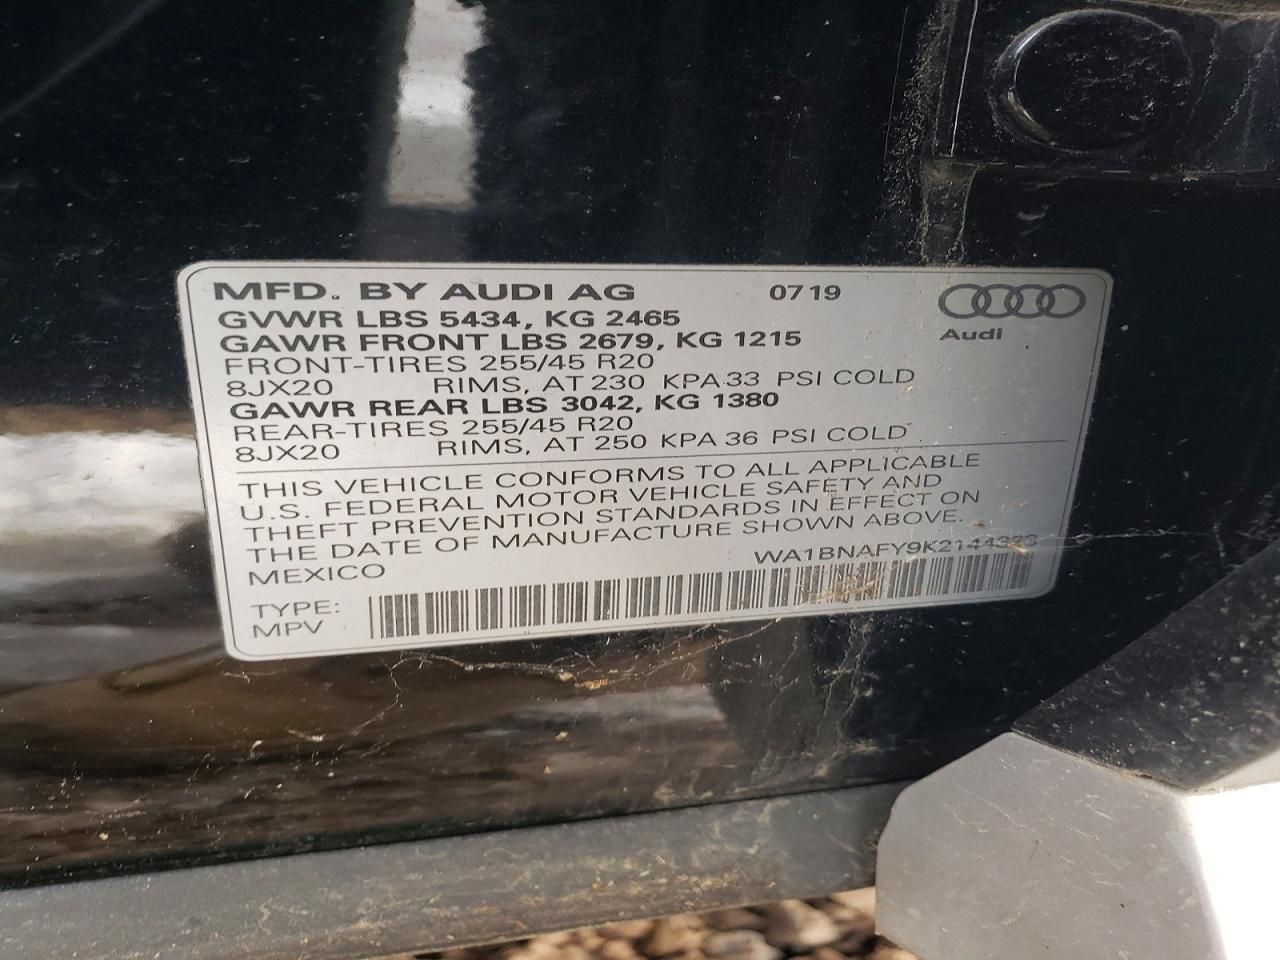 MFD. BY AUDI AG 07 19
Audi
GVWR LBS 5434, KG 2465
GAWR FRONT LBS 2679, KG 1215
FRONT-TIRES 255/45 R20
8JX20 RIMS, AT 230 KPA 33 PSI COLD
GAWR REAR LBS 3042, KG 1380
REAR-TIRES 255/45 R20
8JX20 RIMS, AT 250 KPA 36 PSI COLD
THIS VEHICLE CONFORMS TO ALL APPLICABLE
U.S. FEDERAL MOTOR VEHICLE SAFETY AND
THEFT PREVENTION STANDARDS IN EFFECT ON
THE DATE OF MANUFACTURE SHOWN ABOVE.
MEXICO WA1BNAFY9K2144323
TYPE:
MPV